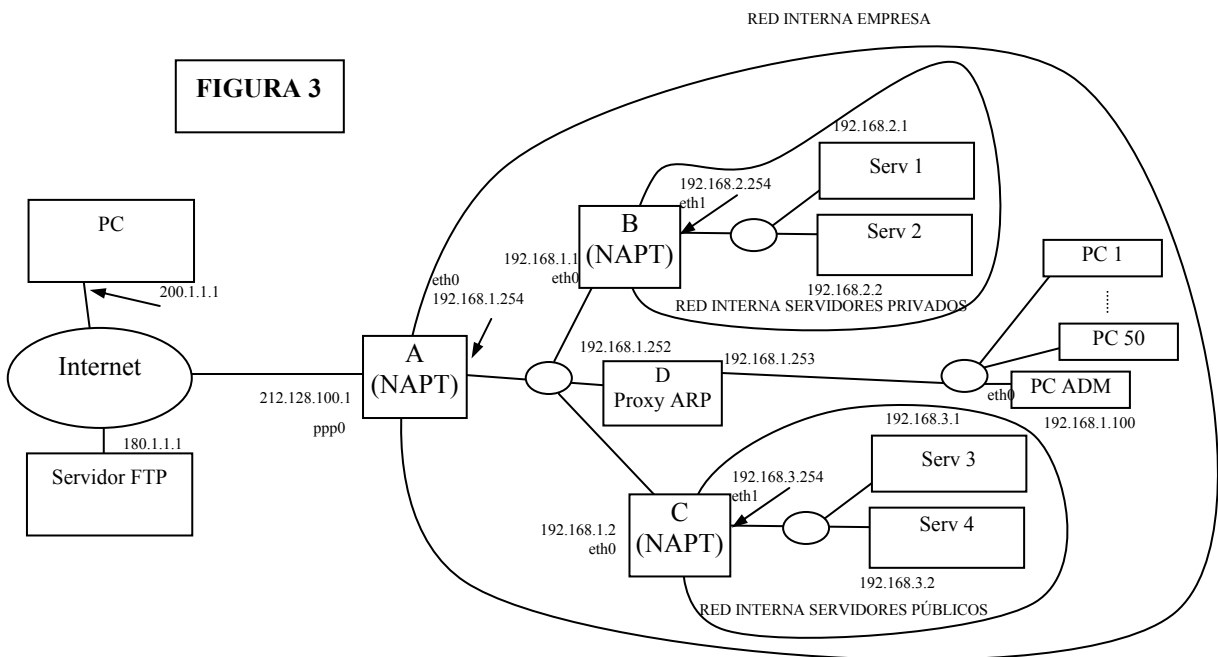 RED INTERNA EMPRESA
FIGURA 3
192.168.2.1
Serv 1
192.168.2.254
eth1
PC
B
(NAPT)
Serv 2
192.168.1.1
eth0
PC 1
200.1.1.1
eth0
192.168.1.254
192.168.2.2
RED INTERNA SERVIDORES PRIVADOS
PC 50
Internet
A
(NAPT)
192.168.1.252
D
Proxy ARP
192.168.1.253
eth0
PC ADM
192.168.1.100
212.128.100.1
ppp0
180.1.1.1
Servidor FTP
192.168.3.1
Serv 3
192.168.3.254
eth1
C
(NAPT)
192.168.1.2
eth0
Serv 4
192.168.3.2
RED INTERNA SERVIDORES PÚBLICOS